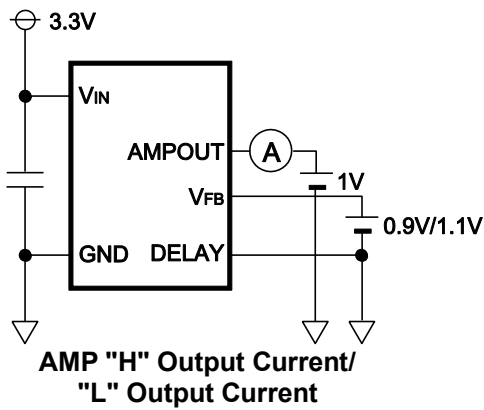 3.3V
VIN
AMPOUT
A
1V
VFB
0.9V/1.1V
GND DELAY
AMP "H" Output Current/
"L" Output Current